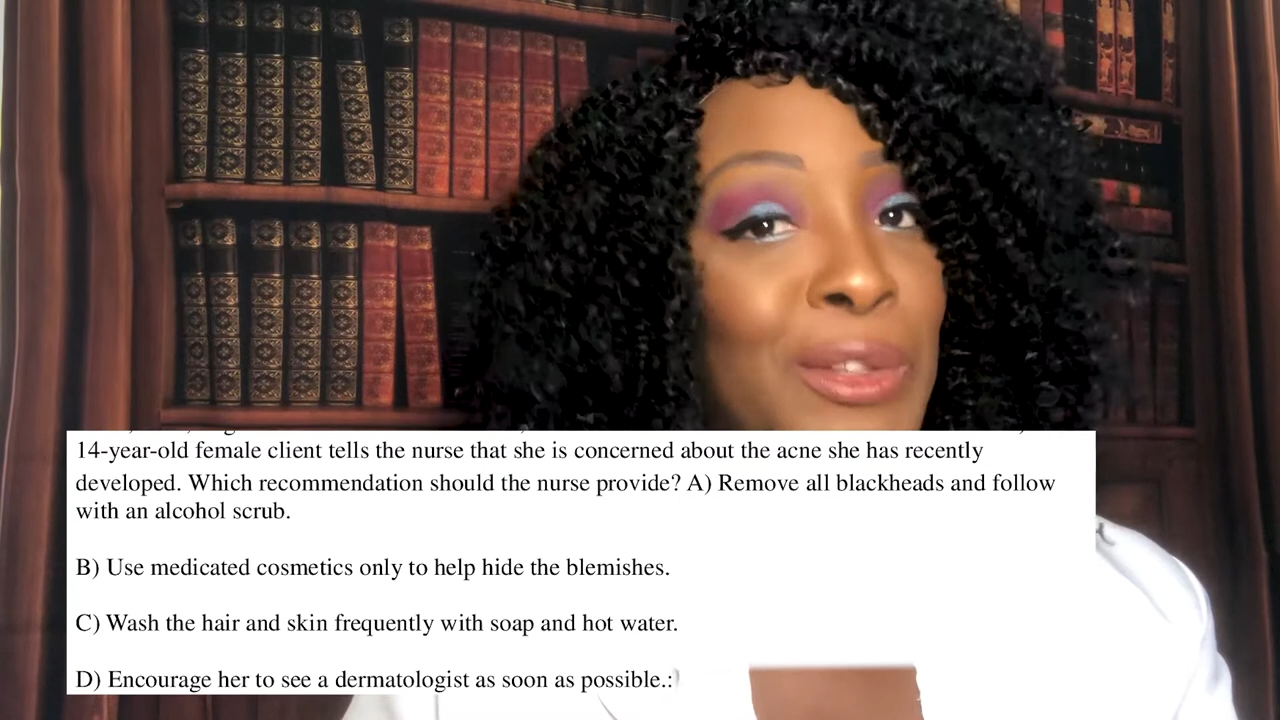 14-year-old female client tells the nurse that she is concerned about the acne she has recently
developed. Which recommendation should the nurse provide? A) Remove all blackheads and follow
with an alcohol scrub.
B) Use medicated cosmetics only to help hide the blemishes.
C) Wash the hair and skin frequently with soap and hot water.
D) Encourage her to see a dermatologist as soon as possible.: